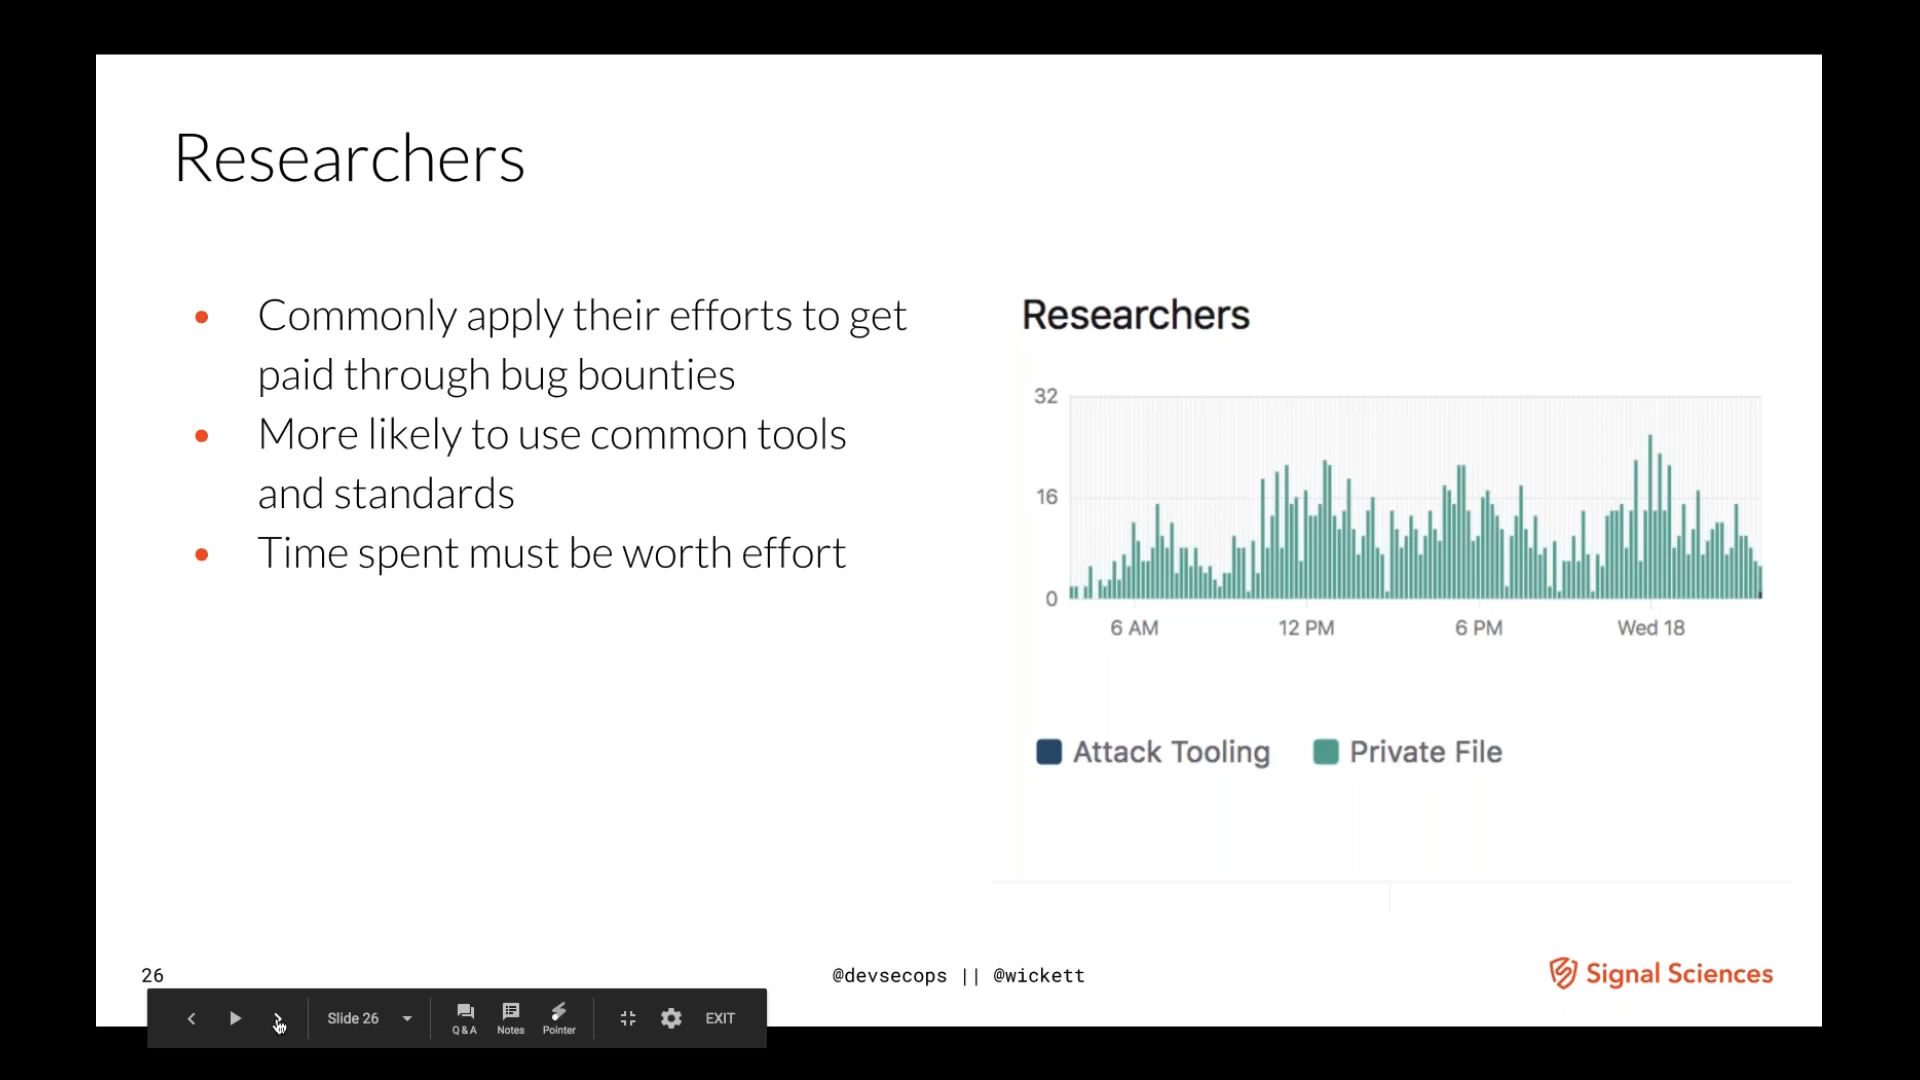 Researchers
Commonly apply their efforts to get
paid through bug bounties
More likely to use common tools
and standards
Time spent must be worth effort
Researchers
32
16
0
6 AM 12 PM 6 PM Wed 18
Attack Tooling Private File
26
@devsecops || @wickett
Signal Sciences
Slide 26
Q & A
Notes
Pointer
EXIT